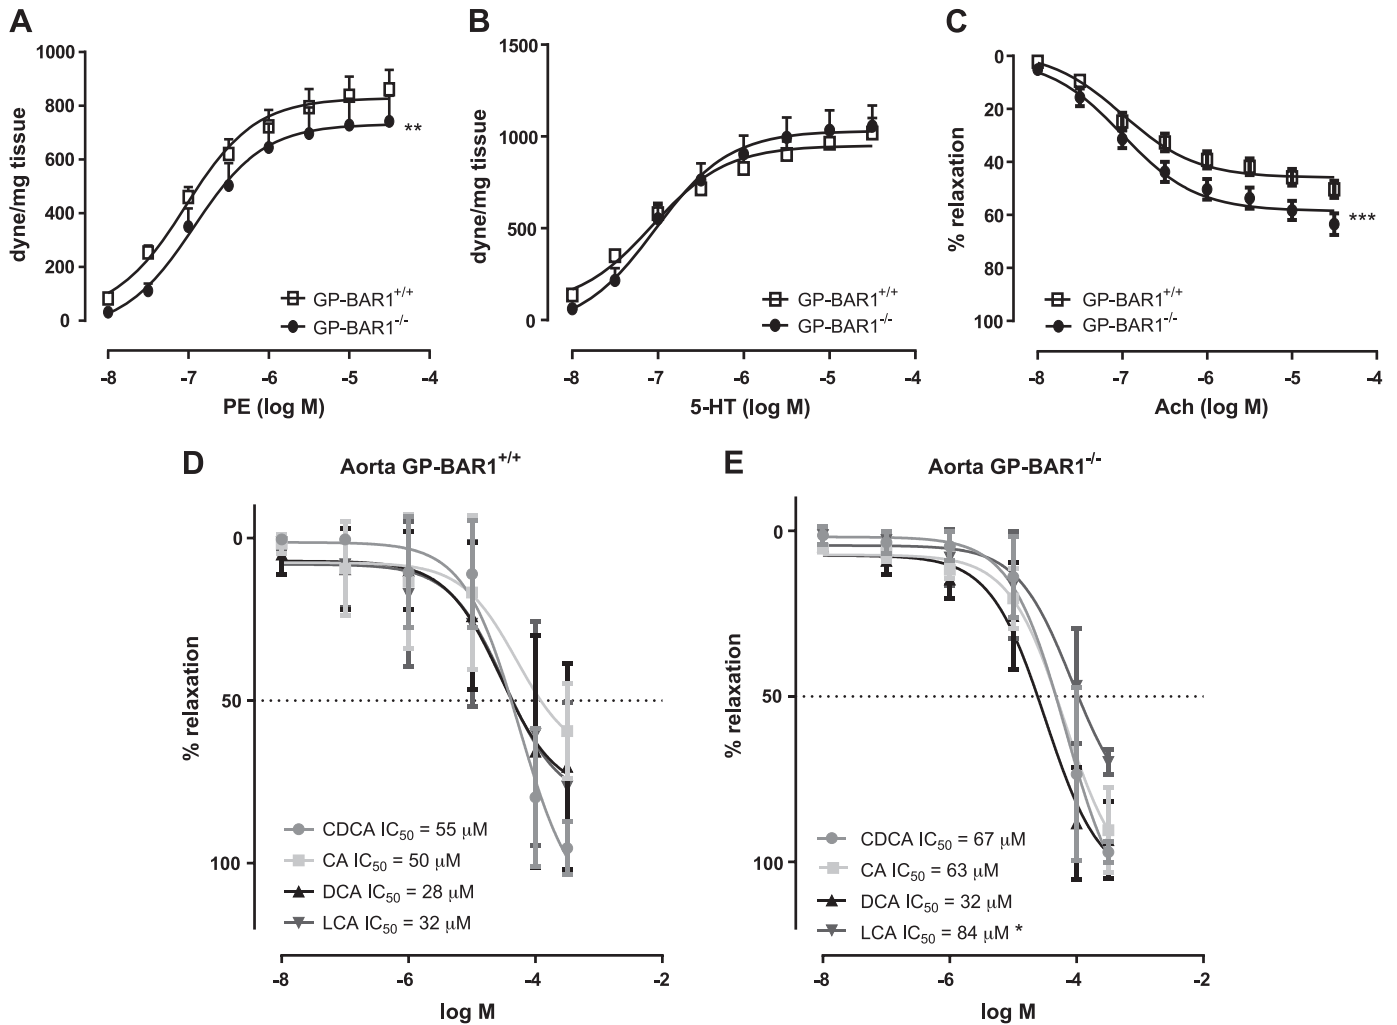 A
1000
800
600
400
200
0
dyne/mg tissue
**
GP-BAR1+/+
GP-BAR1-/-
-8 -7 -6 -5 -4
PE (log M)
B
1500
1000
500
0
dyne/mg tissue
GP-BAR1+/+
GP-BAR1-/-
-8 -7 -6 -5 -4
5-HT (log M)
C
0
20
40
60
80
100
% relaxation
***
GP-BAR1+/+
GP-BAR1-/-
-8 -7 -6 -5 -4
Ach (log M)
D
Aorta GP-BAR1+/+
0
50
100
% relaxation
CDCA IC50 = 55 μM
CA IC50 = 50 μM
DCA IC50 = 28 μM
LCA IC50 = 32 μM
-8 -6 -4 -2
log M
E
Aorta GP-BAR1-/-
0
50
100
% relaxation
CDCA IC50 = 67 μM
CA IC50 = 63 μM
DCA IC50 = 32 μM
LCA IC50 = 84 μM *
-8 -6 -4 -2
log M